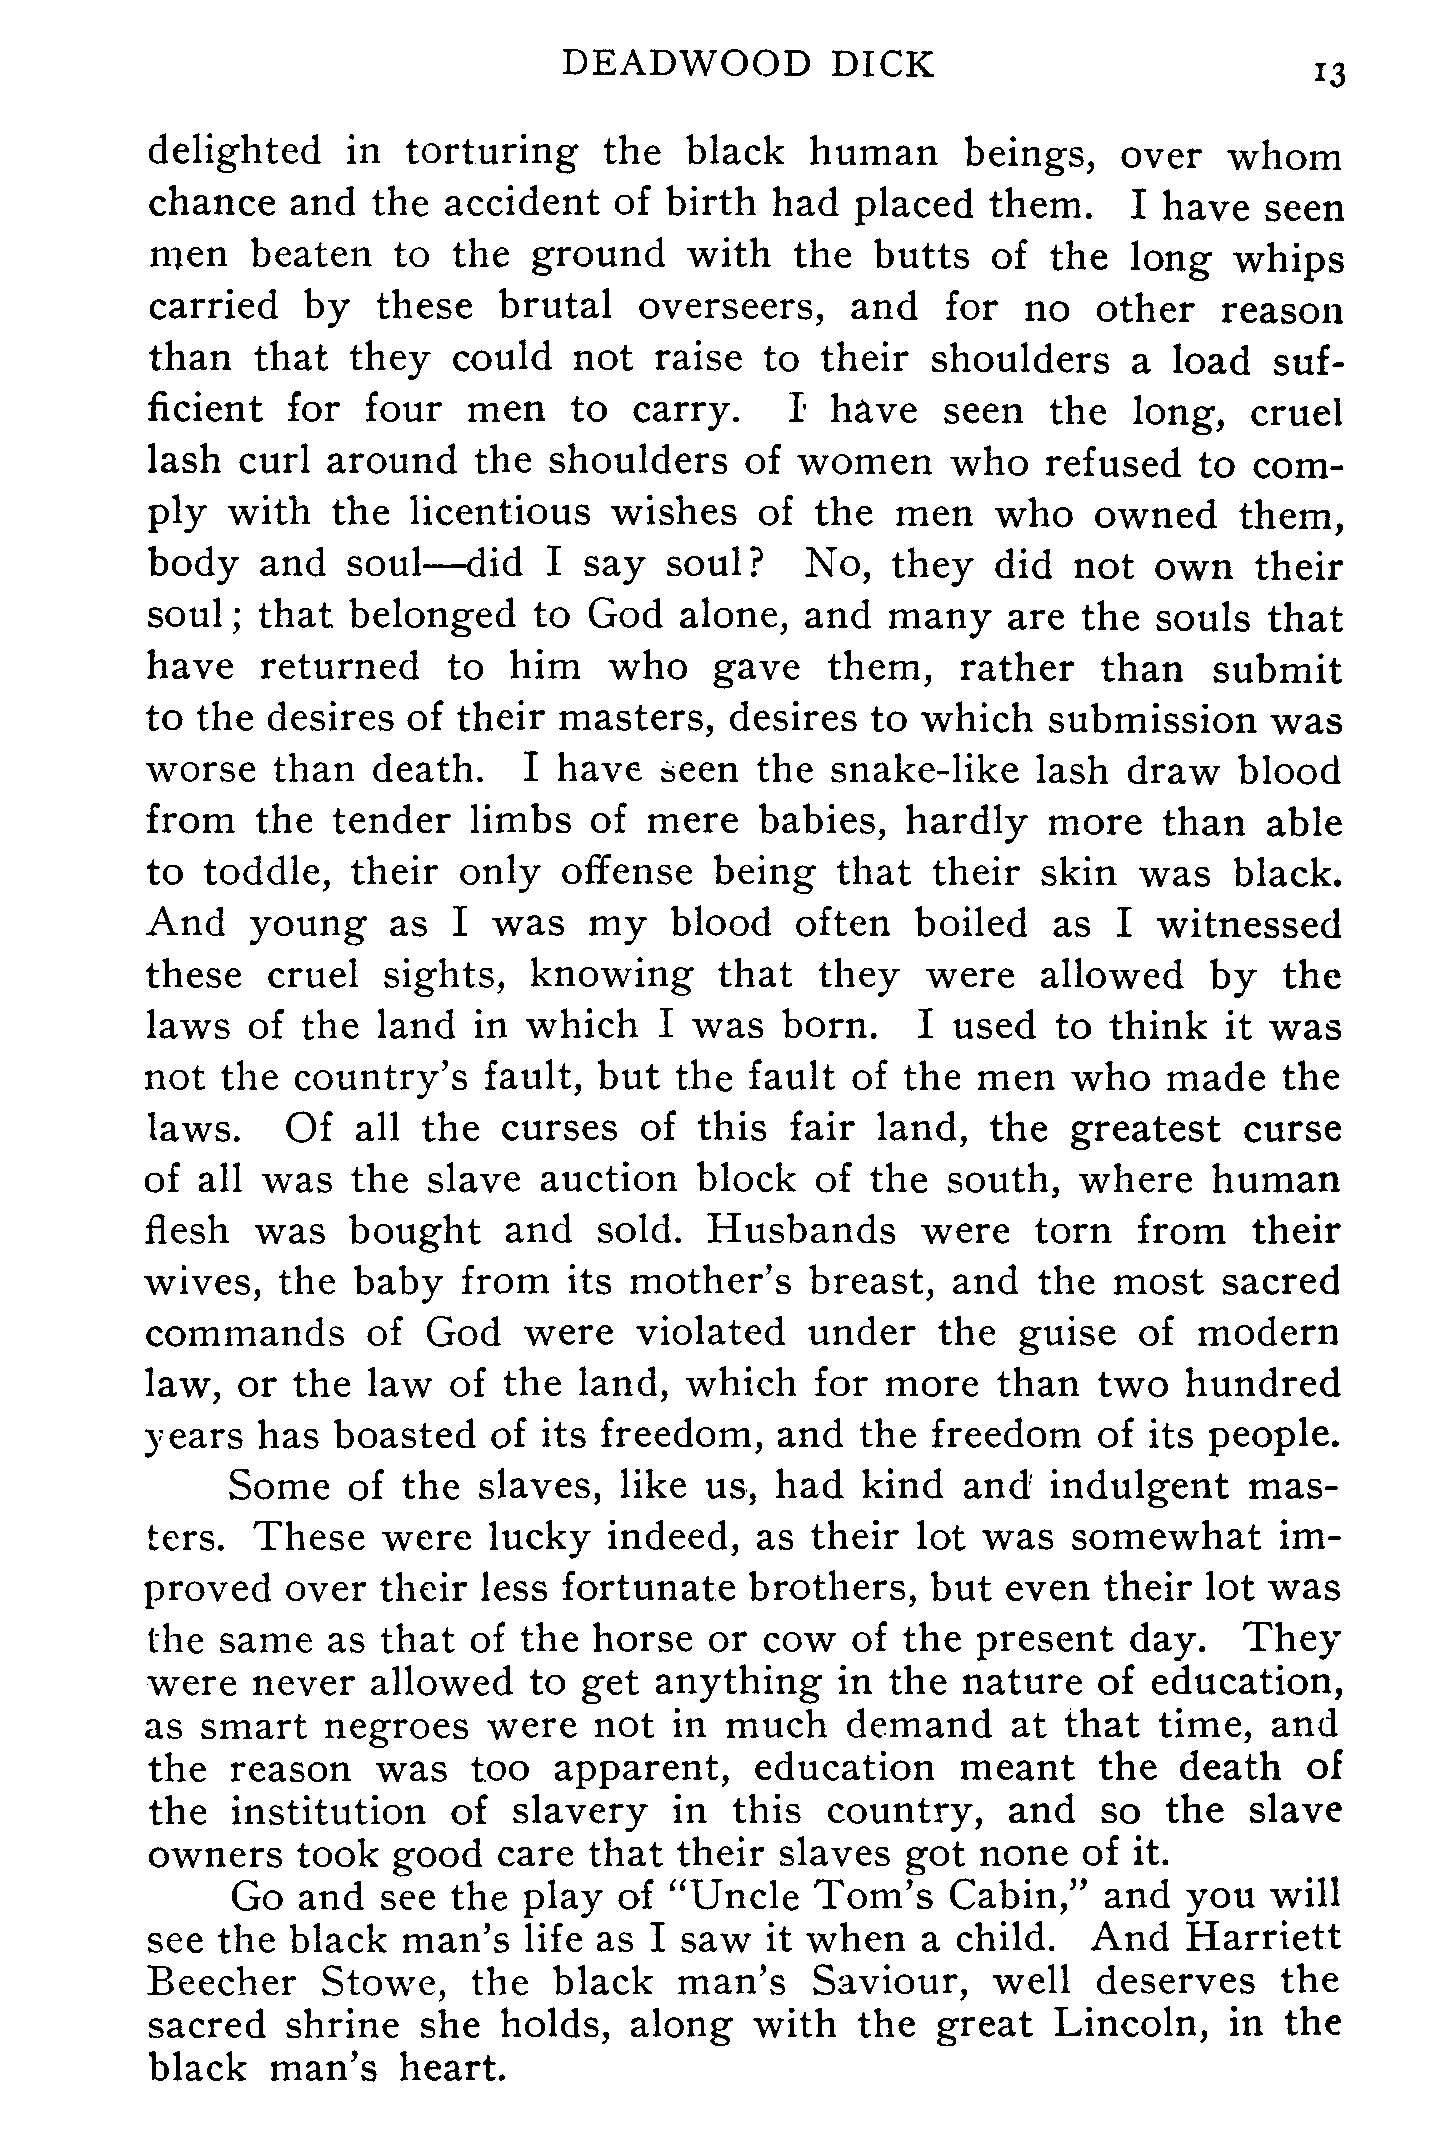 DEADWOOD DICK 13
delighted in torturing the black human beings, over whom
chance and the accident of birth had placed them. I have seen
men beaten to the ground with the butts of the long whips
carried by these brutal overseers, and for no other reason
than that they could not raise to their shoulders a load suf-
ficient for four men to carry. I have seen the long, cruel
lash curl around the shoulders of women who refused to com-
ply with the licentious wishes of the men who owned them,
body and soul—did I say soul? No, they did not own their
soul; that belonged to God alone, and many are the souls that
have returned to him who gave them, rather than submit
to the desires of their masters, desires to which submission was
worse than death. I have seen the snake-like lash draw blood
from the tender limbs of mere babies, hardly more than able
to toddle, their only offense being that their skin was black.
And young as I was my blood often boiled as I witnessed
these cruel sights, knowing that they were allowed by the
laws of the land in which I was born. I used to think it was
not the country's fault, but the fault of the men who made the
laws. Of all the curses of this fair land, the greatest curse
of all was the slave auction block of the south, where human
flesh was bought and sold. Husbands were torn from their
wives, the baby from its mother's breast, and the most sacred
commands of God were violated under the guise of modern
law, or the law of the land, which for more than two hundred
years has boasted of its freedom, and the freedom of its people.
Some of the slaves, like us, had kind and indulgent mas-
ters. These were lucky indeed, as their lot was somewhat im-
proved over their less fortunate brothers, but even their lot was
the same as that of the horse or cow of the present day. They
were never allowed to get anything in the nature of education,
as smart negroes were not in much demand at that time, and
the reason was too apparent, education meant the death of
the institution of slavery in this country, and so the slave
owners took good care that their slaves got none of it.
Go and see the play of "Uncle Tom's Cabin," and you will
see the black man's life as I saw it when a child. And Harriett
Beecher Stowe, the black man's Saviour, well deserves the
sacred shrine she holds, along with the great Lincoln, in the
black man's heart.